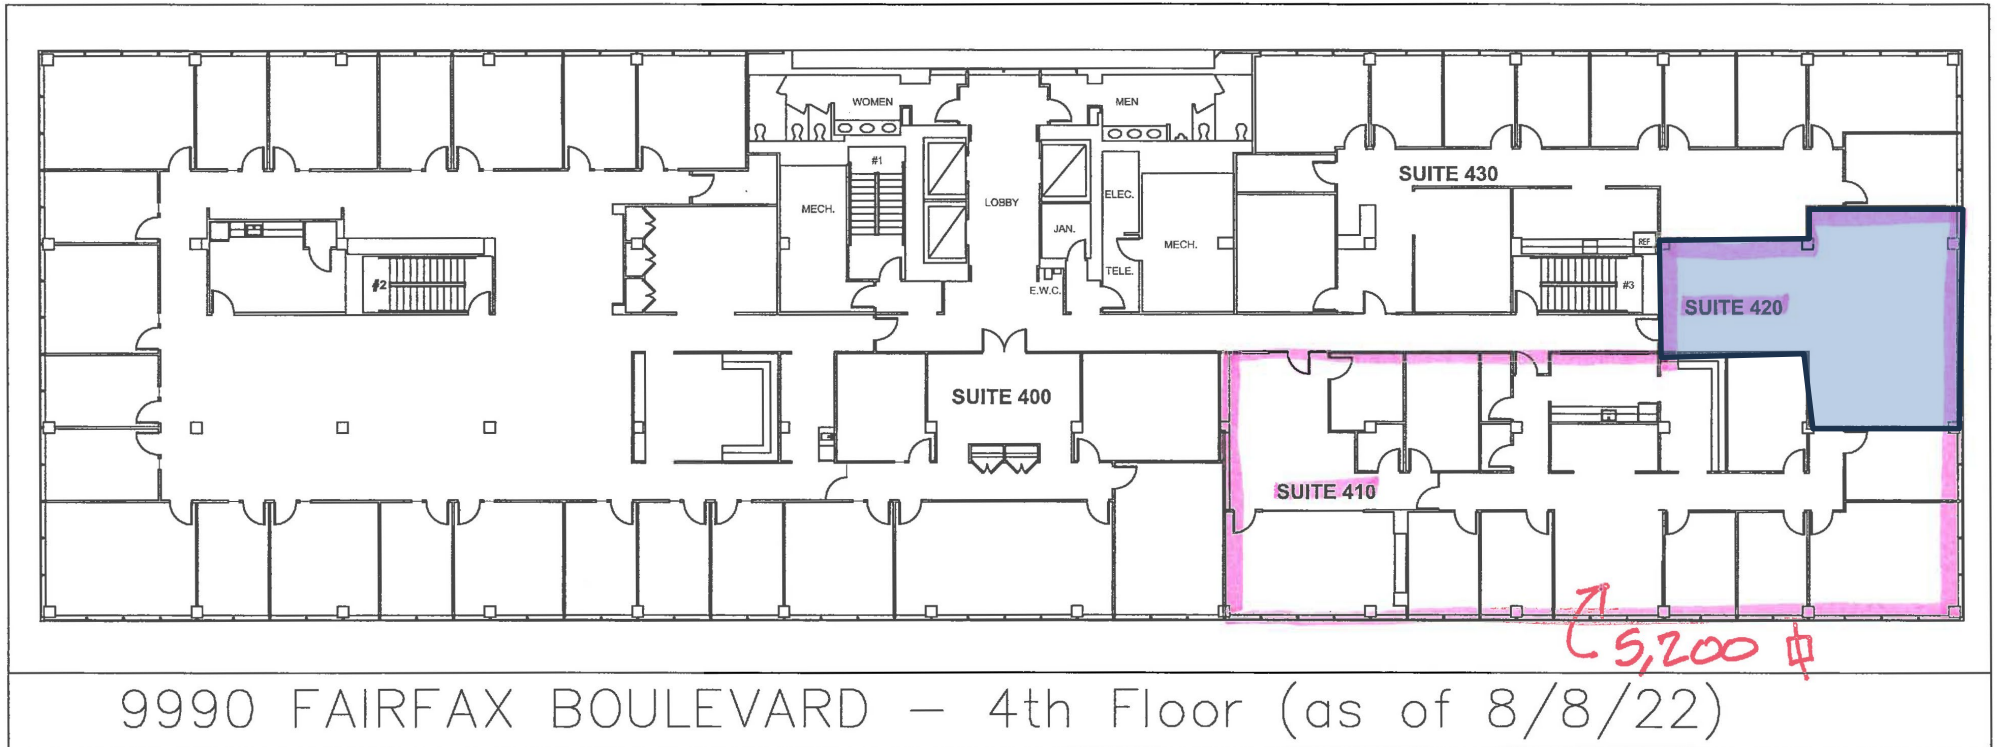 WOMEN
MEN
#1
SUITE 430
MECH.
ELEC.
LOBBY
JAN.
MECH.
REF
TELE.
#2
#3
E.W.C.
SUITE 420
SUITE 400
SUITE 410
5,200
9990 FAIRFAX BOULEVARD - 4th Floor (as of 8/8/22)